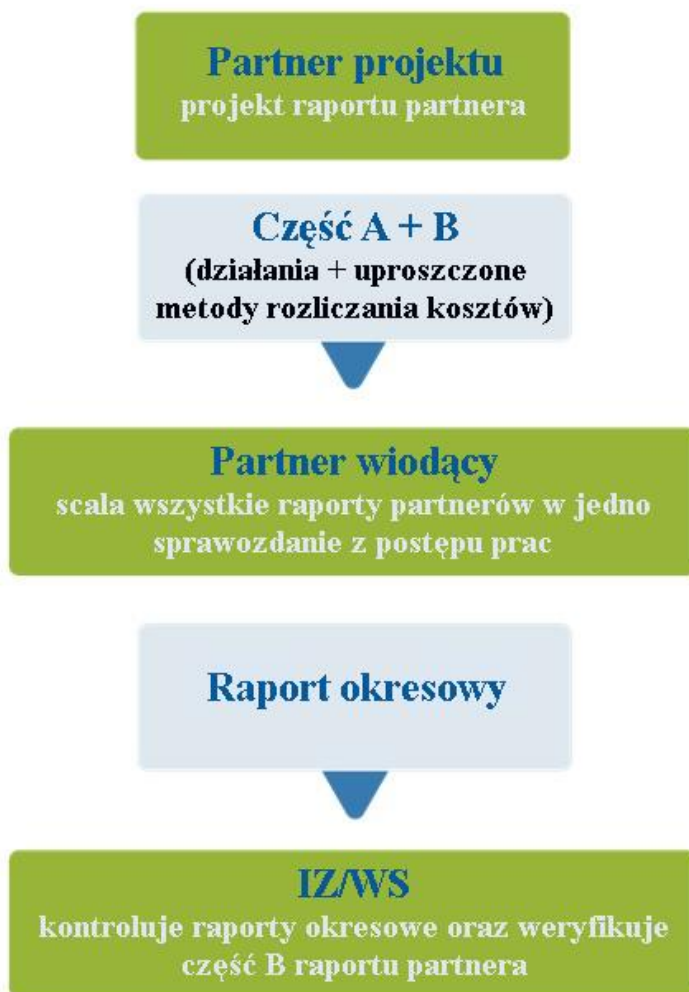 Partner projektu
projekt raportu partnera
Część A + B
(działania + uproszczone
metody rozliczania kosztów)
Partner wiodący
scala wszystkie raporty partnerów w jedno
sprawozdanie z postępu prac
Raport okresowy
IZ/WS
kontroluje raporty okresowe oraz weryfikuje
część B raportu partnera